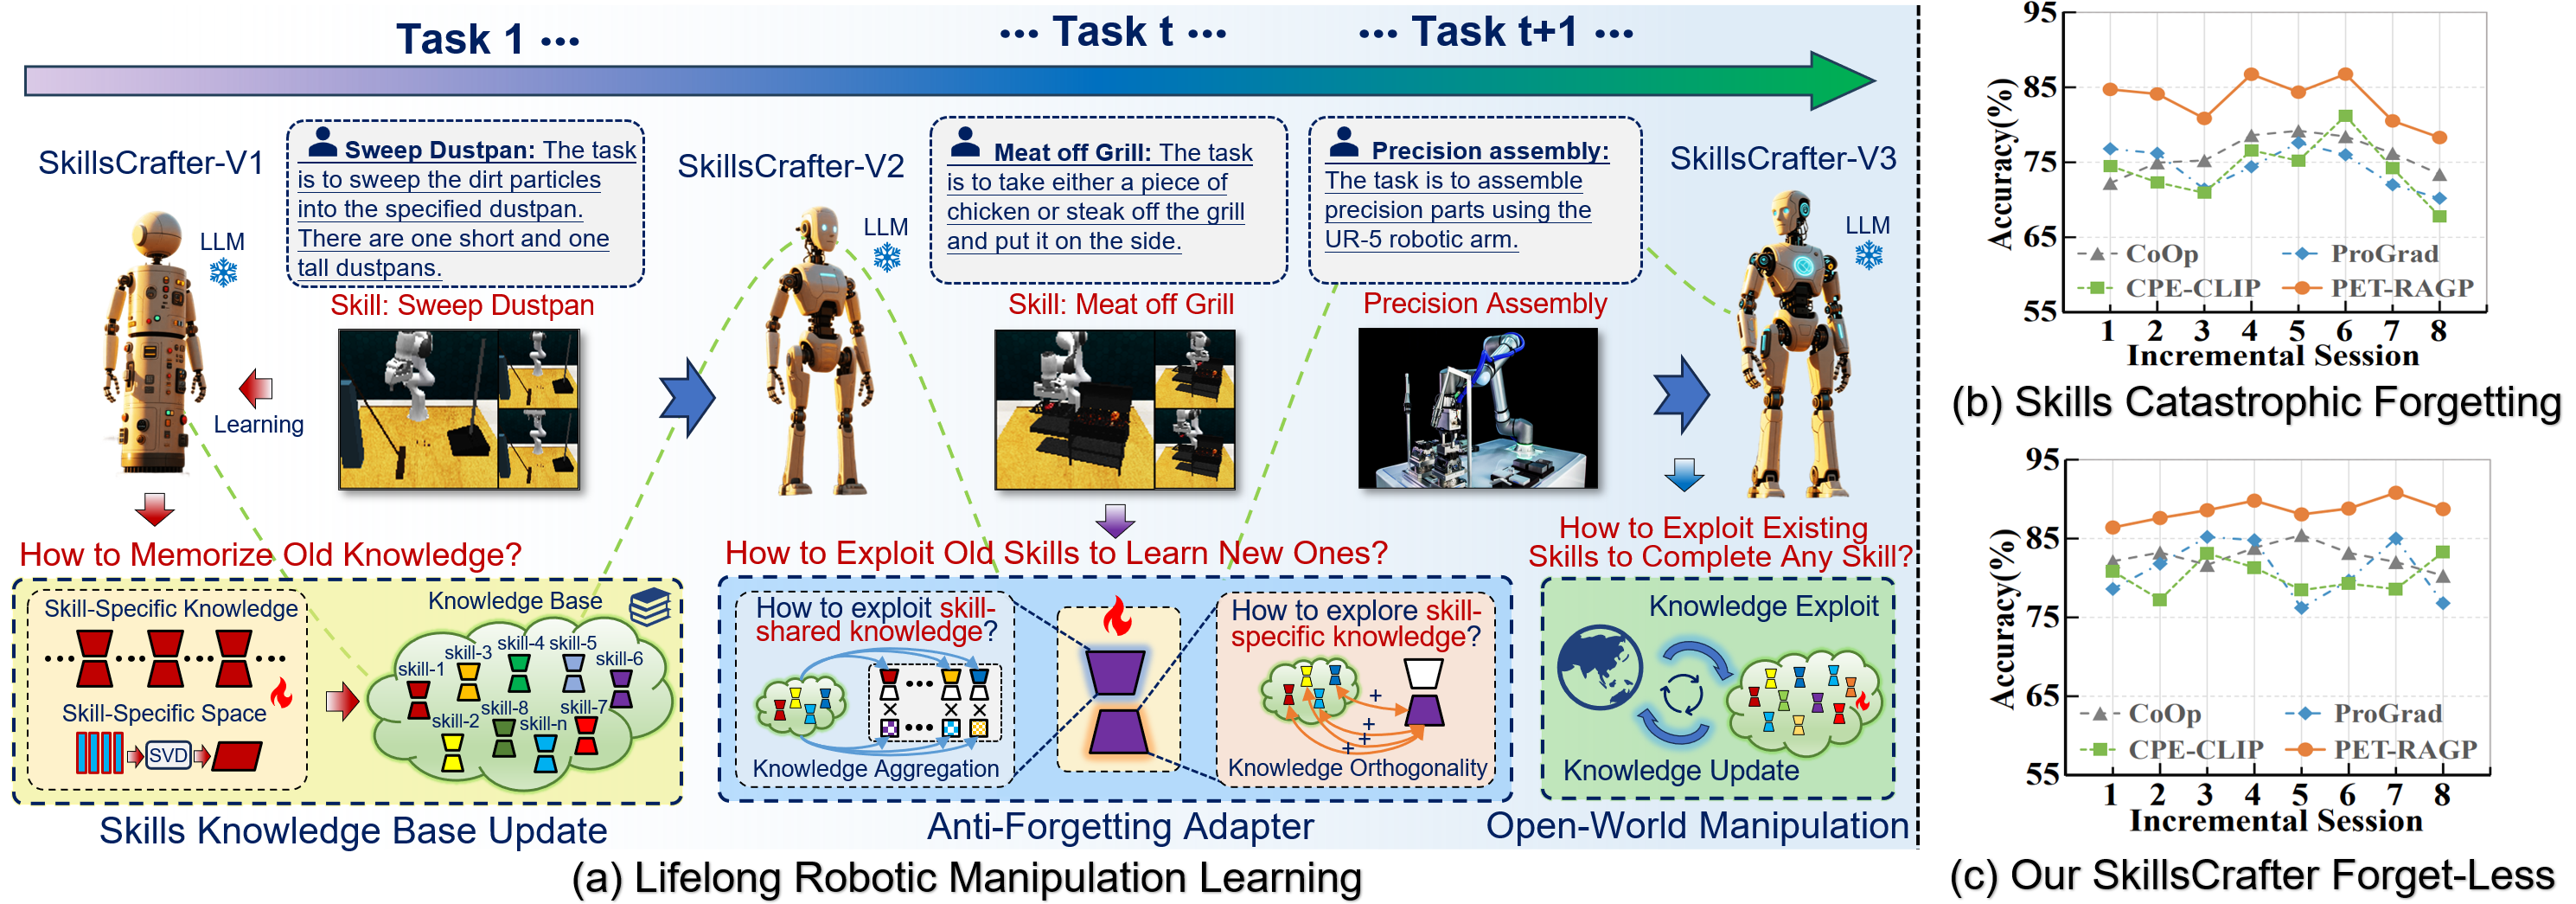 Task 1 ···
··· Task t ···
··· Task t+1 ···
SkillsCrafter-V1
LLM
Sweep Dustpan: The task
is to sweep the dirt particles
into the specified dustpan.
There are one short and one
tall dustpans.
Skill: Sweep Dustpan
Learning
SkillsCrafter-V2
LLM
Meat off Grill: The task
is to take either a piece of
chicken or steak off the grill
and put it on the side.
Skill: Meat off Grill
Precision assembly:
The task is to assemble
precision parts using the
UR-5 robotic arm.
Precision Assembly
SkillsCrafter-V3
LLM
How to Memorize Old Knowledge?
Skill-Specific Knowledge
Skill-Specific Space
SVD
Knowledge Base
skill-1
skill-3
skill-4
skill-5
skill-6
skill-2
skill-8
skill-n
skill-7
Skills Knowledge Base Update
How to Exploit Old Skills to Learn New Ones?
How to exploit skill-
shared knowledge?
Knowledge Aggregation
How to explore skill-
specific knowledge?
Knowledge Orthogonality
Anti-Forgetting Adapter
How to Exploit Existing
Skills to Complete Any Skill?
Knowledge Exploit
Knowledge Update
Open-World Manipulation
(a) Lifelong Robotic Manipulation Learning
95
85
75
65
55
Accuracy(%)
CoOp
ProGrad
CPE-CLIP
PET-RAGP
1 2 3 4 5 6 7 8
Incremental Session
(b) Skills Catastrophic Forgetting
95
85
75
65
55
Accuracy(%)
CoOp
ProGrad
CPE-CLIP
PET-RAGP
1 2 3 4 5 6 7 8
Incremental Session
(c) Our SkillsCrafter Forget-Less